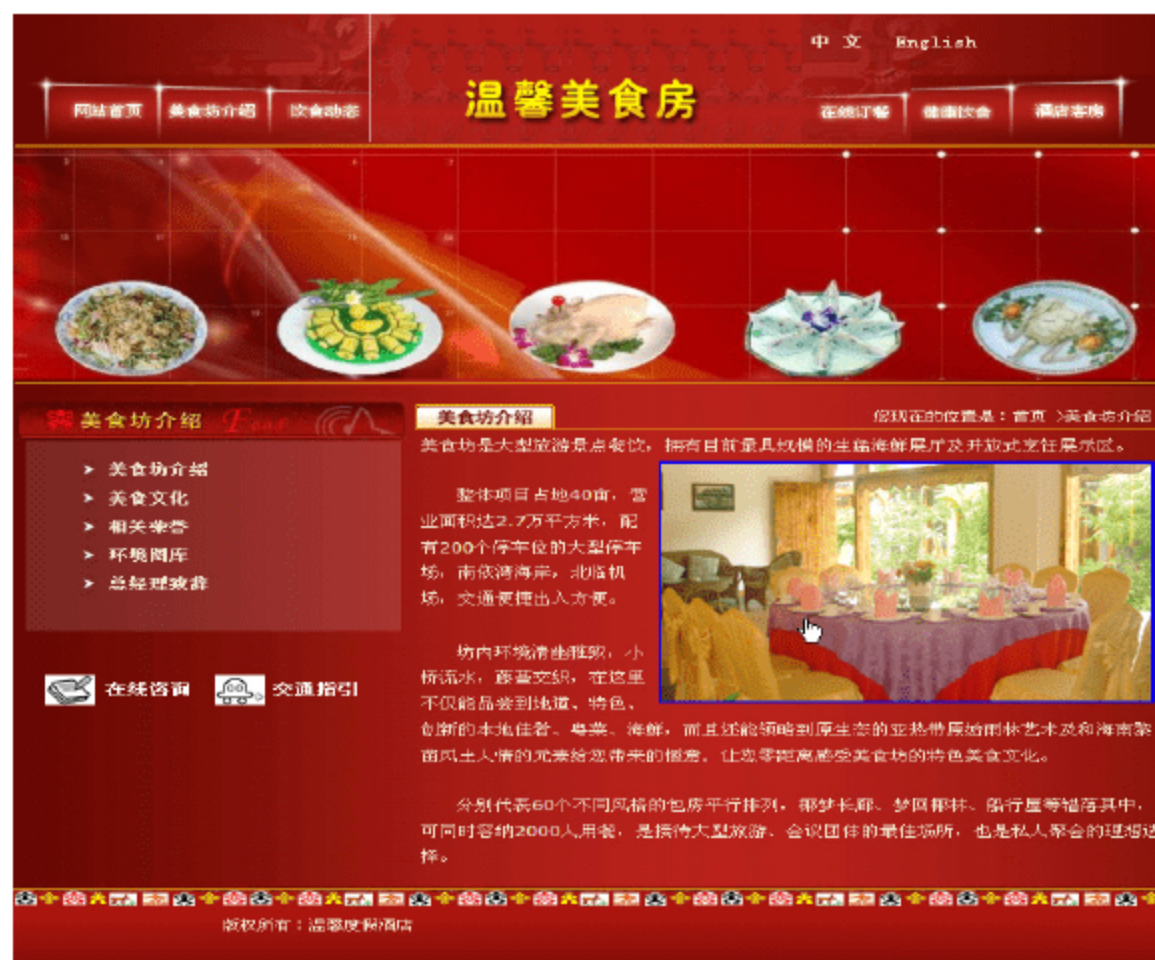 中 文 English
温馨美食房
网站首页 美食坊介绍 饮食动态 在线订餐 健康饮食 酒店客房
美食坊介绍 美食坊介绍 您现在的位置是：首页 >美食坊介绍
美食坊是大型旅游景点餐饮，拥有目前最具规模的生猛海鲜展厅及开放式烹饪展示区。
➤ 美食坊介绍
➤ 美食文化
➤ 相关荣誉
➤ 环境图库
➤ 总经理致辞
在线咨询 交通指引
整体项目占地40亩，营
业面积达2.7万平方米，配
有200个停车位的大型停车
场，南依湾海岸，北临机
场，交通便捷出入方便。
坊内环境清幽雅致，小
桥流水，藤蔓交织，在这里
不仅能品尝到地道、特色、
创新的本地佳肴、粤菜、海鲜，而且还能领略到原生态的亚热带原始雨林艺术及和海南黎
苗风土人情的元素给您带来的惬意。让您零距离感受美食坊的特色美食文化。
分别代表60个不同风格的包房平行排列，椰梦长廊、梦回椰林、船行屋等错落其中，
可同时容纳2000人用餐，是接待大型旅游、会议团体的最佳场所，也是私人聚会的理想选
择。
版权所有：温馨度假酒店